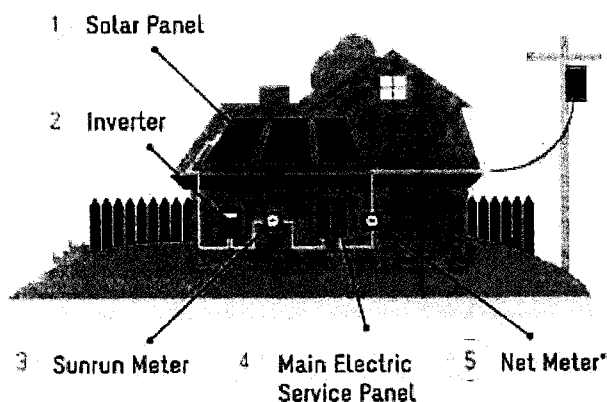 1 Solar Panel
2 Inverter
3 Sunrun Meter
4 Main Electric
Service Panel
5 Net Meter*